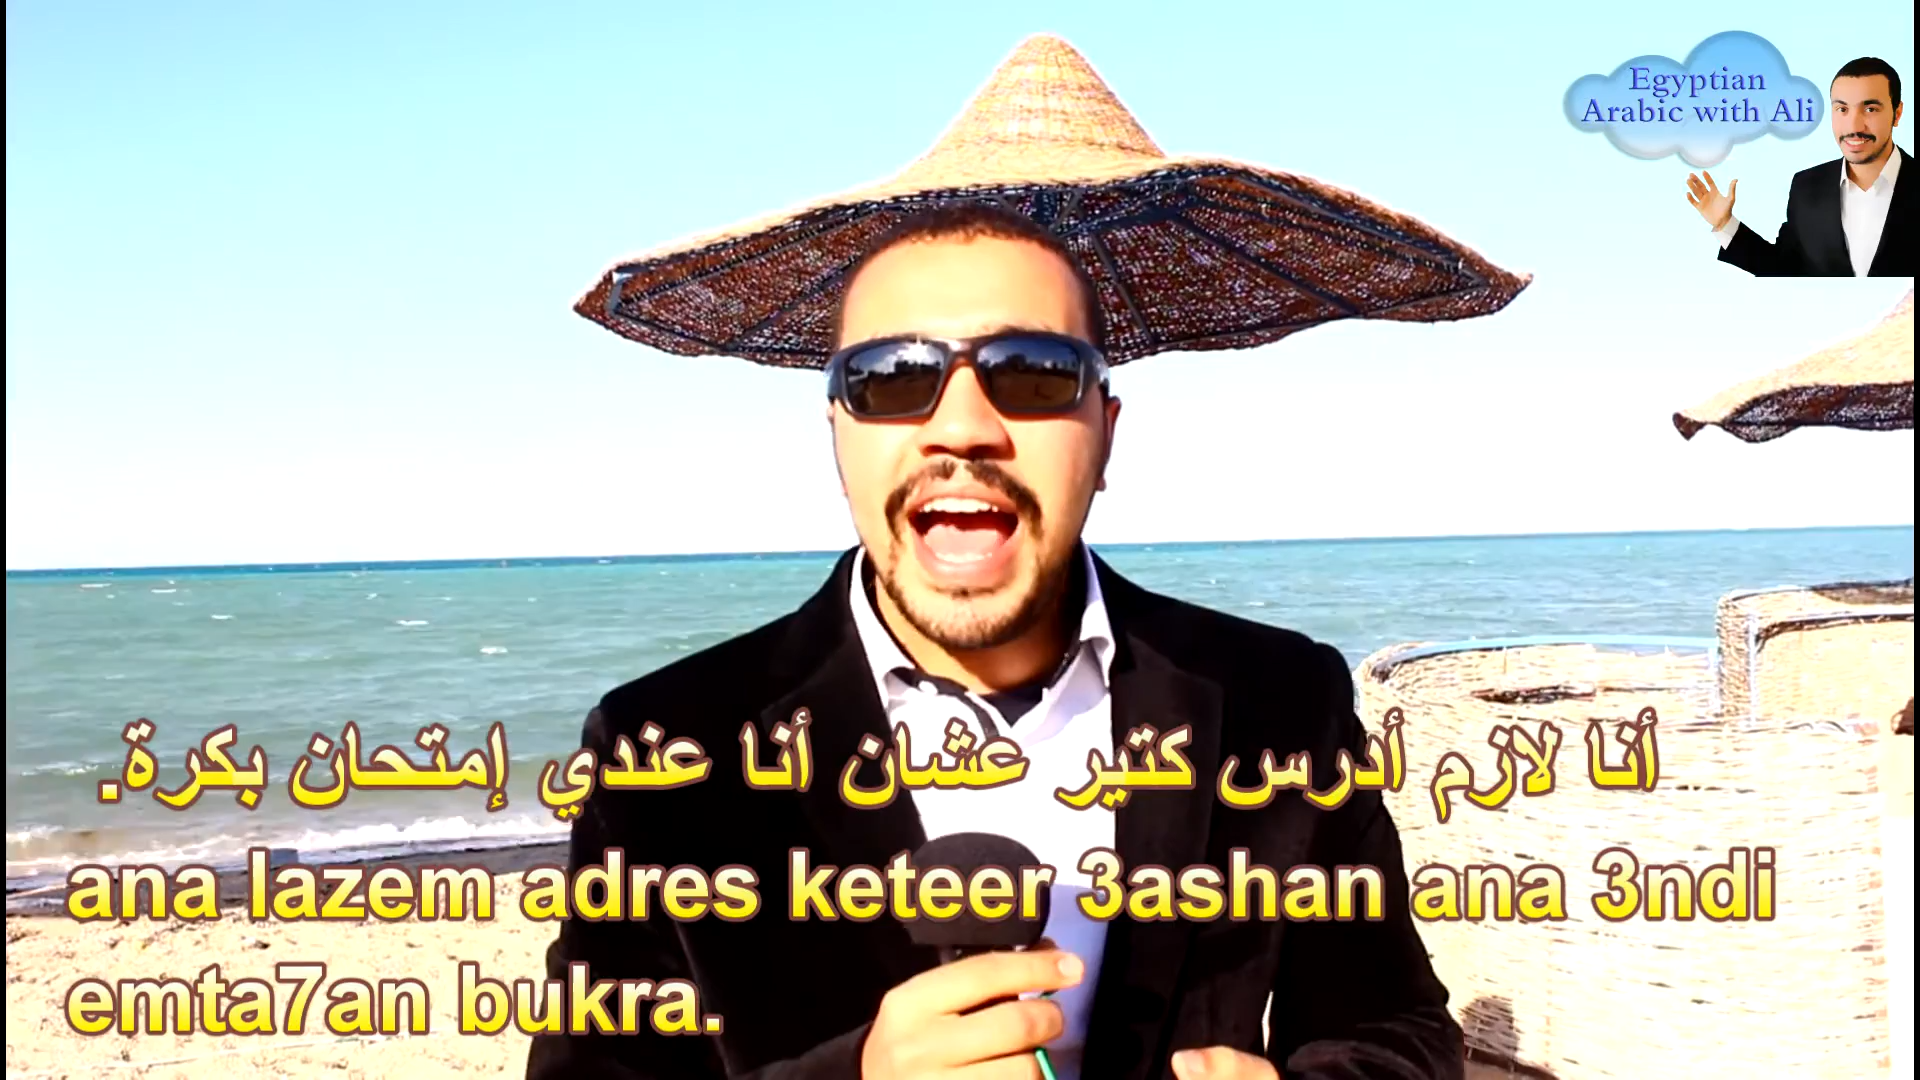 Egyptian
Arabic with Ali
أنا لازم أدرس كتير عشان أنا عندي إمتحان بكرة.
ana lazem adres keteer 3ashan ana 3ndi
emta7an bukra.